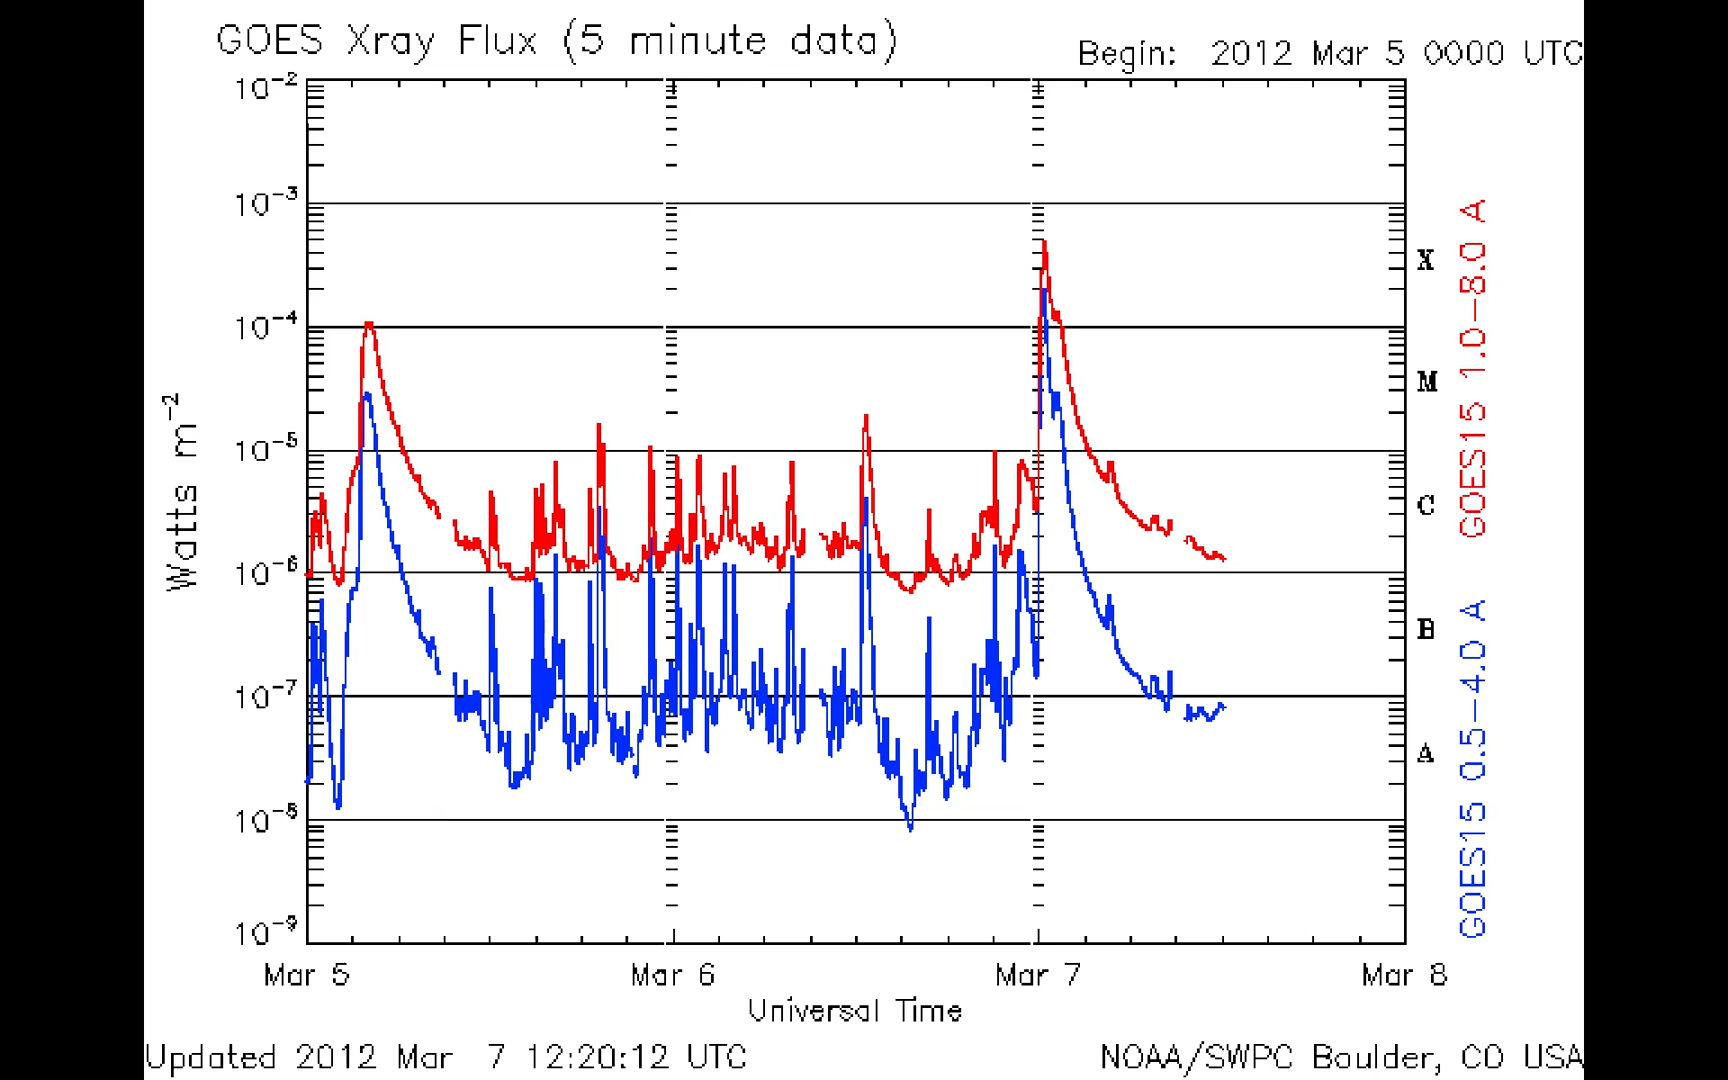 GOES Xray Flux (5 minute data)
Begin: 2012 Mar 5 0000 UTC
10⁻²
10⁻³
10⁻⁴
10⁻⁵
10⁻⁶
10⁻⁷
10⁻⁸
10⁻⁹
Watts m⁻²
X
M
C
B
A
GOES15 1.0-8.0 A
GOES15 0.5-4.0 A
Mar 5 Mar 6 Mar 7 Mar 8
Universal Time
Updated 2012 Mar 7 12:20:12 UTC
NOAA/SWPC Boulder, CO USA